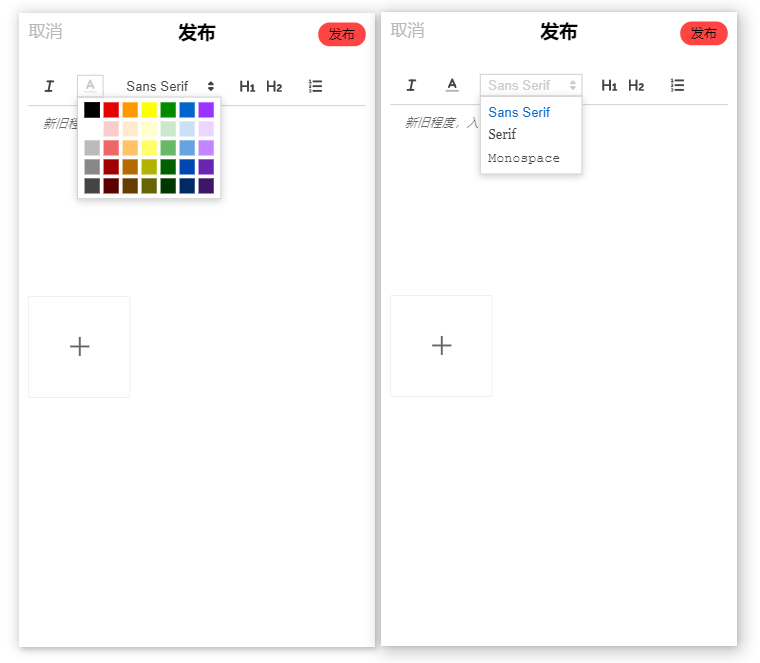 取消 发布 发布
A Sans Serif H1 H2
新旧程
取消 发布 发布
A Sans Serif H1 H2
新旧程度，入
Sans Serif
Serif
Monospace